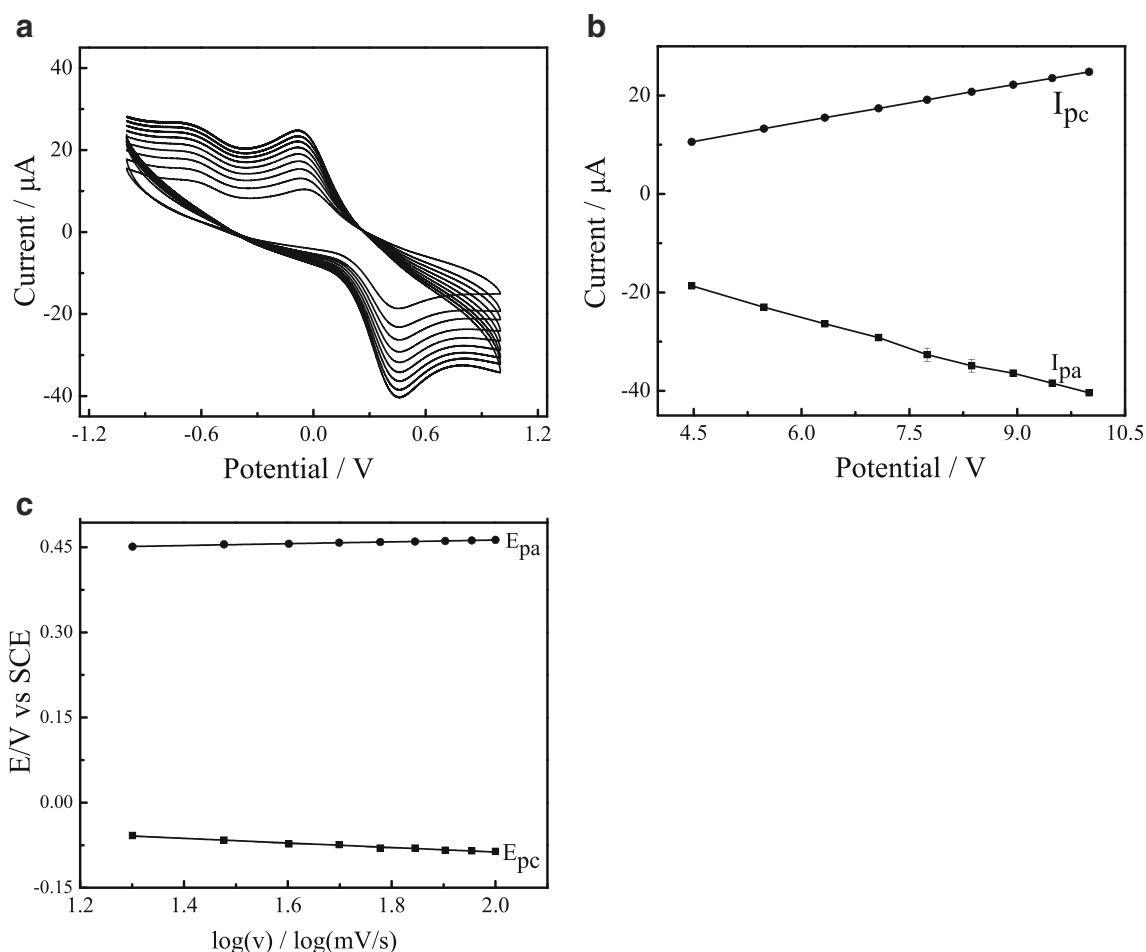 a
40
20
0
-20
-40
Current / μA
-1.2 -0.6 0.0 0.6 1.2
Potential / V
b
20
0
-20
-40
Current / μA
Ipc
Ipa
4.5 6.0 7.5 9.0 10.5
Potential / V
c
0.45
0.30
0.15
0.00
-0.15
E/V vs SCE
Epa
Epc
1.2 1.4 1.6 1.8 2.0
log(v) / log(mV/s)